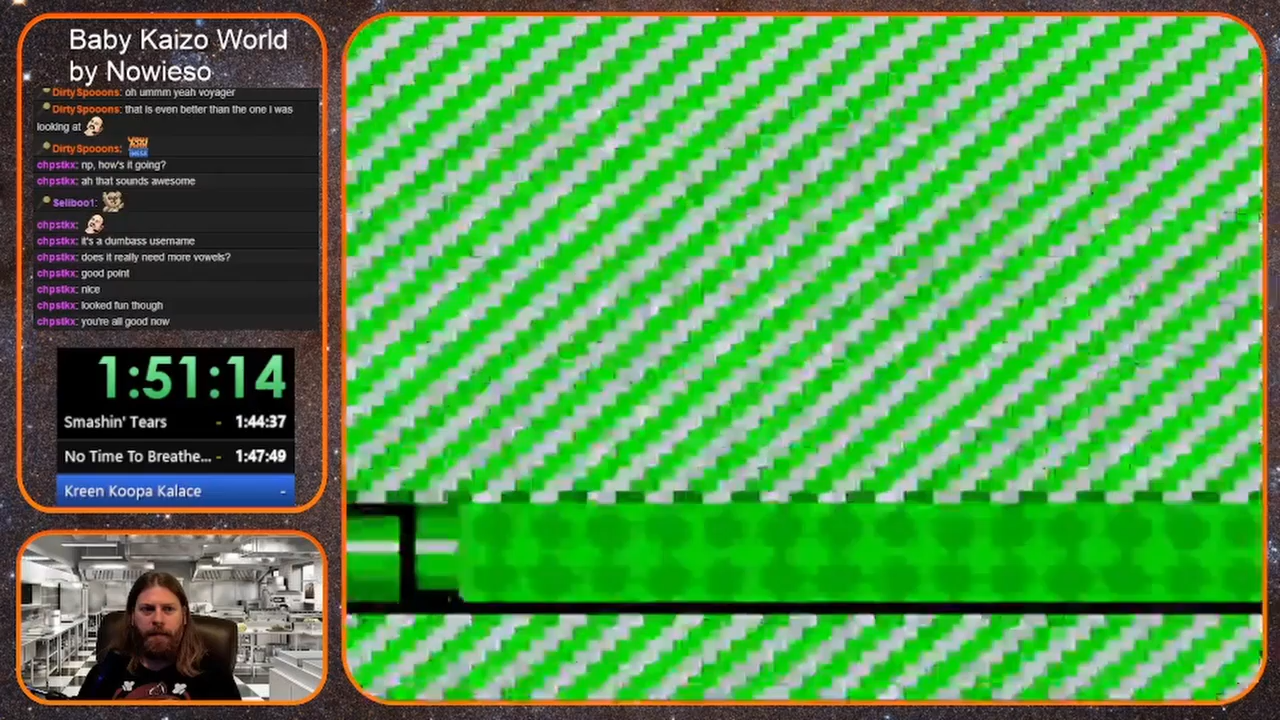 Baby Kaizo World
by Nowieso
DirtySpooons: oh ummm yeah voyager
DirtySpooons: that is even better than the one i was
looking at
DirtySpooons:
chpstkx: np, how's it going?
chpstkx: ah that sounds awesome
Seliboo1:
chpstkx:
chpstkx: it's a dumbass username
chpstkx: does it really need more vowels?
chpstkx: good point
chpstkx: nice
chpstkx: looked fun though
chpstkx: you're all good now
1:51:14
Smashin' Tears - 1:44:37
No Time To Breathe... - 1:47:49
Kreen Koopa Kalace -